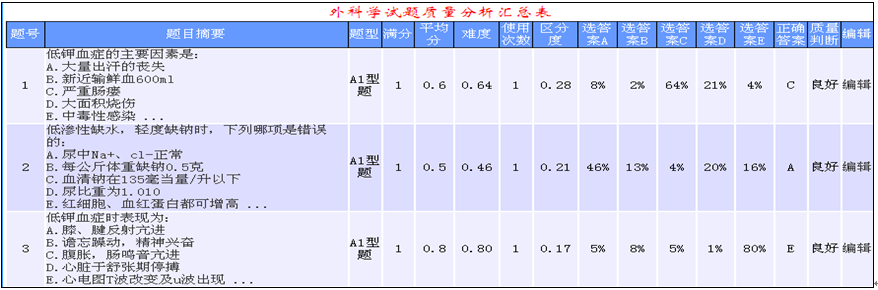 外科学试题质量分析汇总表
题号 题目摘要 题型 满分 平均分 难度 使用次数 区分度 选答案A 选答案B 选答案C 选答案D 选答案E 正确答案 质量判断 编辑
低钾血症的主要因素是:
A.大量出汗的丧失
B.新近输鲜血600ml
1 C.严重肠瘘 A1型题 1 0.6 0.64 1 0.28 8% 2% 64% 21% 4% C 良好 编辑
D.大面积烧伤
E.中毒性感染 ...
低渗性缺水，轻度缺钠时，下列哪项是错误
的:
A.尿中Na+、cl-正常
2 B.每公斤体重缺钠0.5克 A1型题 1 0.5 0.46 1 0.21 46% 13% 4% 20% 16% A 良好 编辑
C.血清钠在135毫当量/升以下
D.尿比重为1.010
E.红细胞、血红蛋白都可增高 ...
低钾血症时表现为:
A.膝、腱反射亢进
B.谵忘躁动，精神兴奋
3 C.腹胀，肠鸣音亢进 A1型题 1 0.8 0.80 1 0.17 5% 8% 5% 1% 80% E 良好 编辑
D.心脏于舒张期停搏
E.心电图T波改变及u波出现 ...